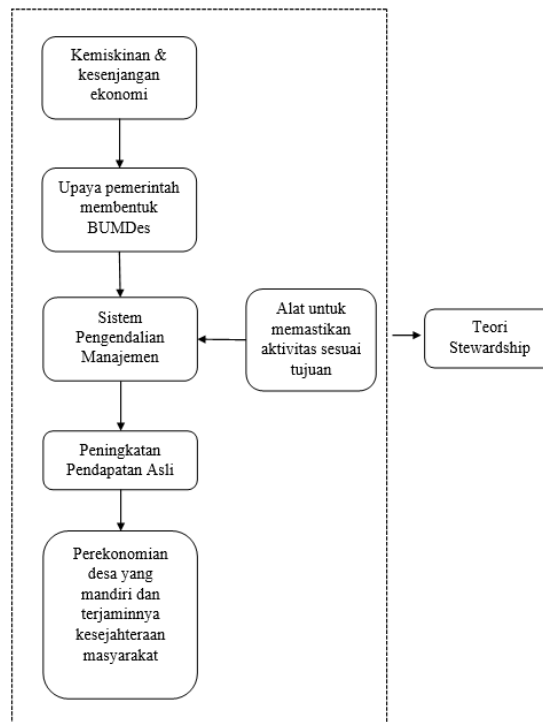 Kemiskinan &
kesenjangan
ekonomi
Upaya pemerintah
membentuk
BUMDes
Sistem
Pengendalian
Manajemen
Alat untuk
memastikan
aktivitas sesuai
tujuan
Teori
Stewardship
Peningkatan
Pendapatan Asli
Perekonomian
desa yang
mandiri dan
terjaminnya
kesejahteraan
masyarakat